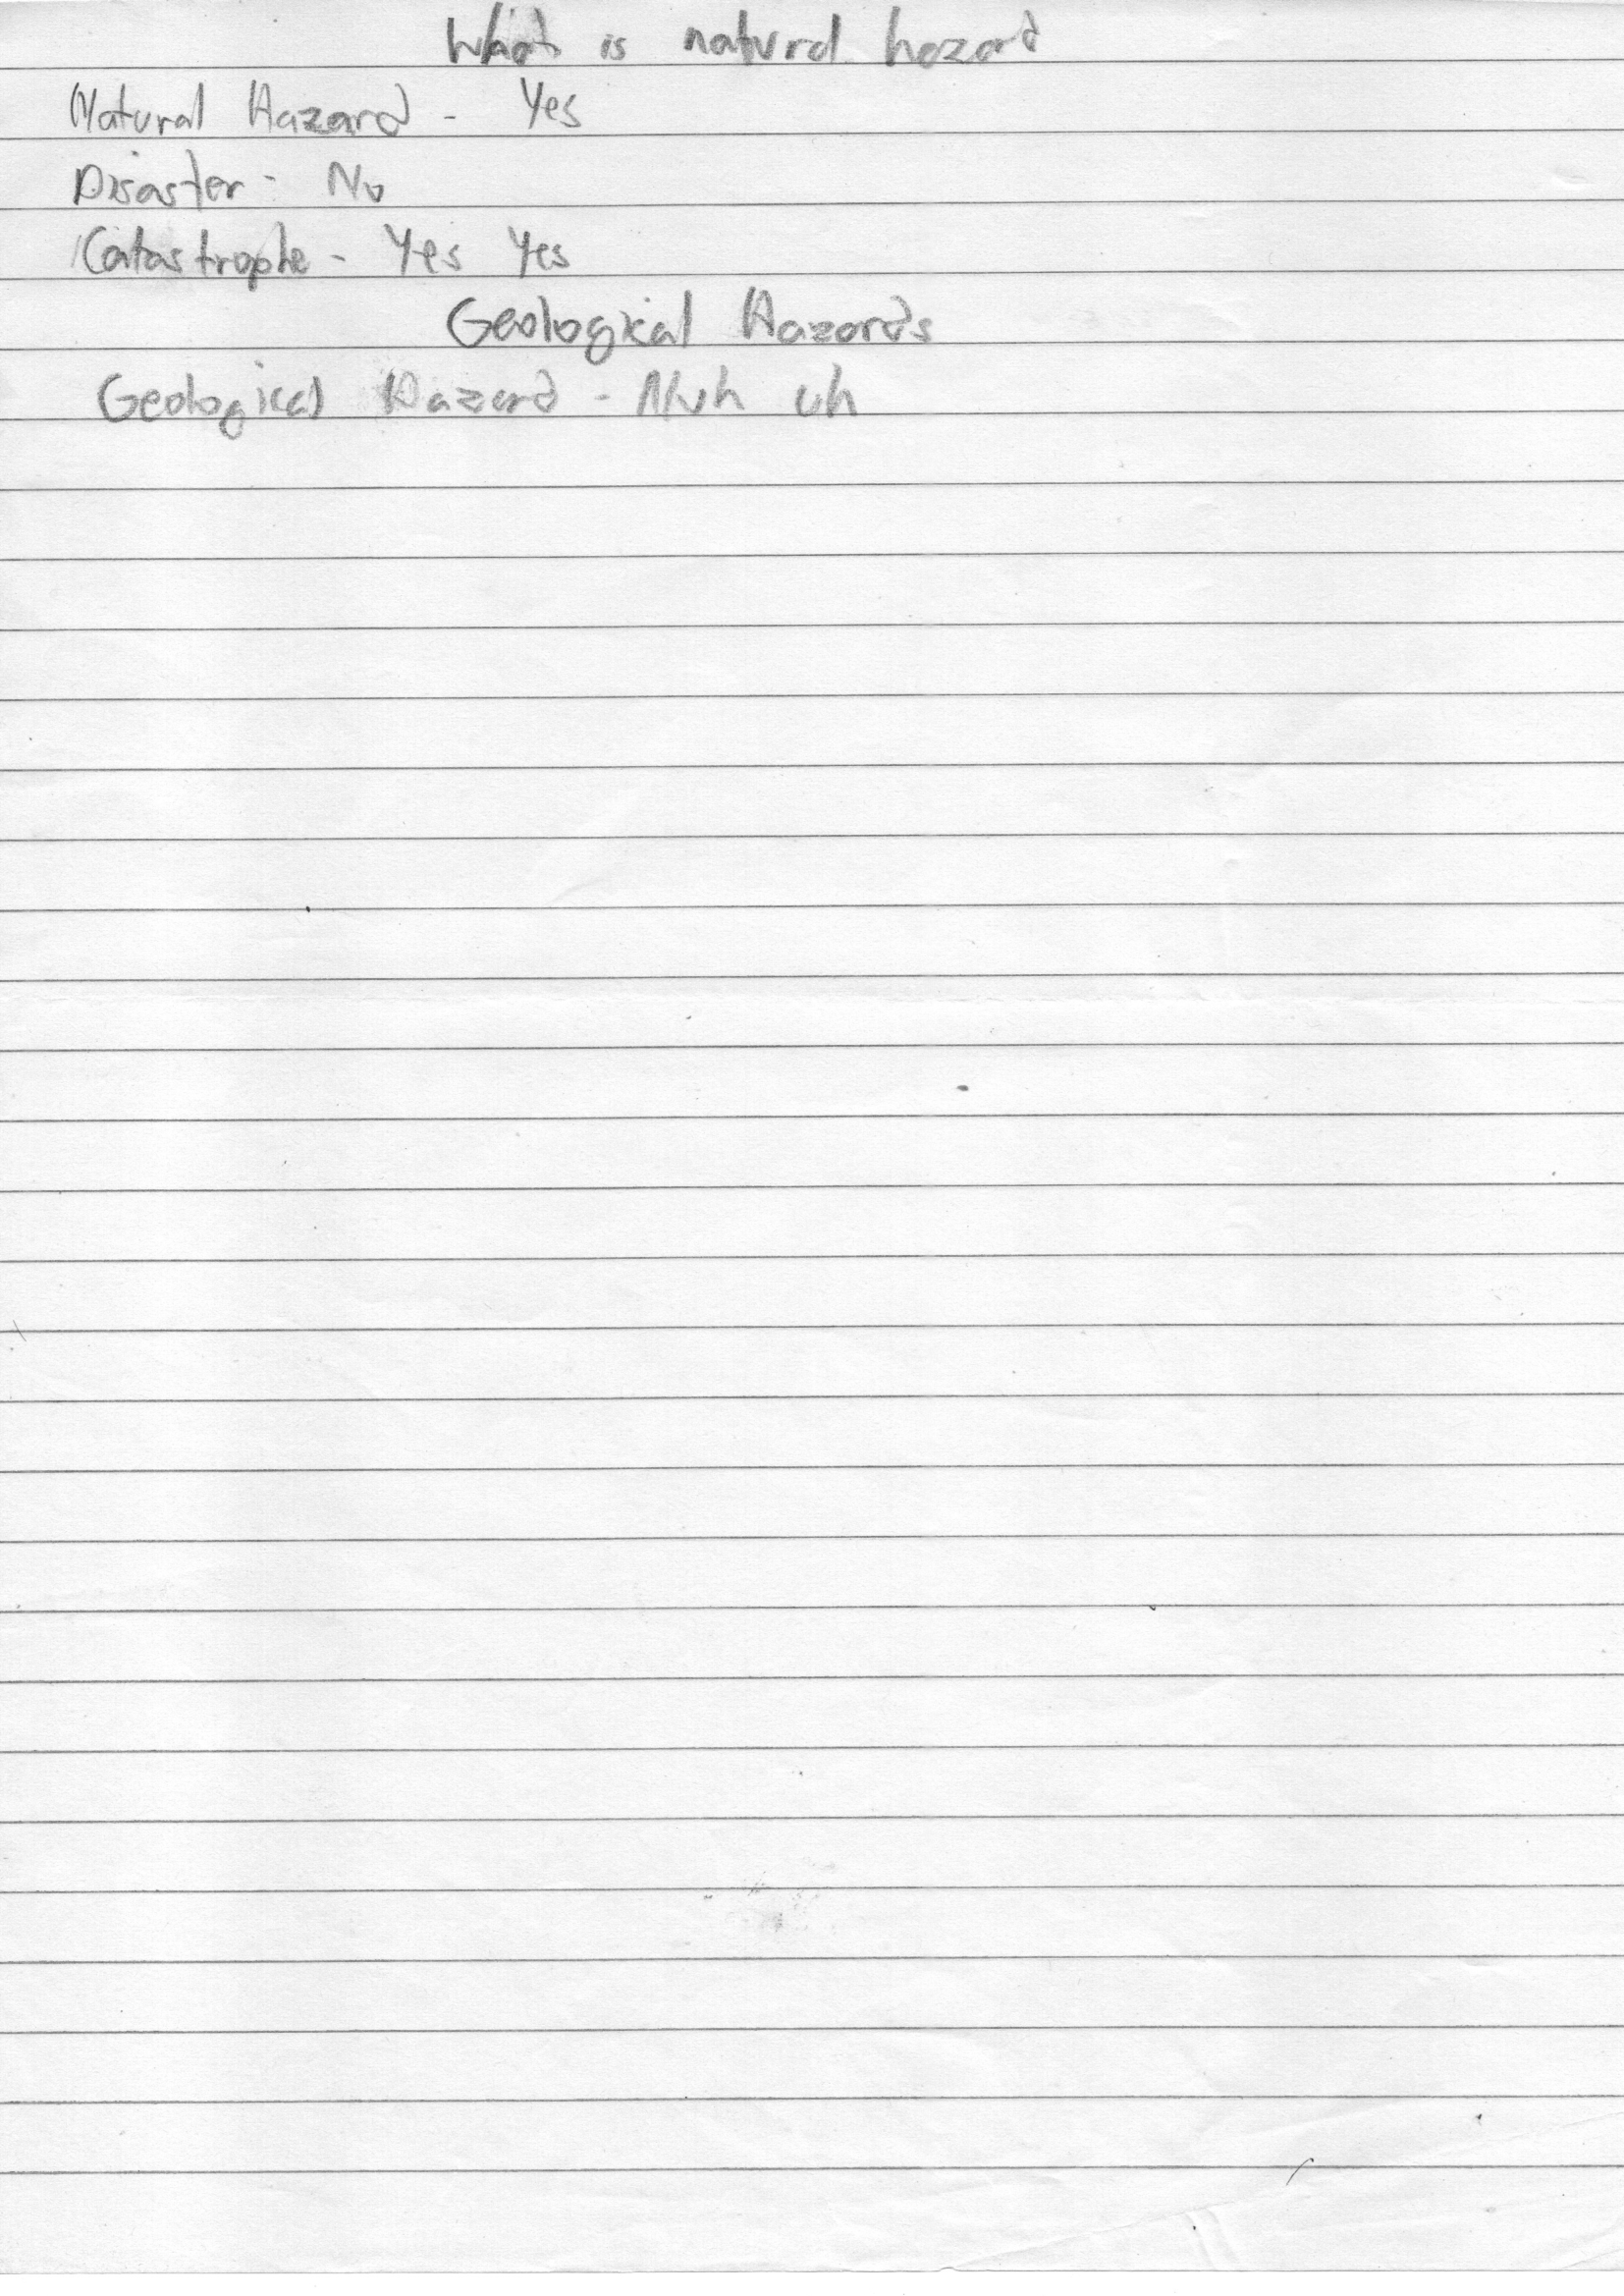 What is natural hazard
Natural Hazard - Yes
Disaster - No
Catastrophe - Yes Yes
Geological Hazards
Geological Hazard - Nuh uh